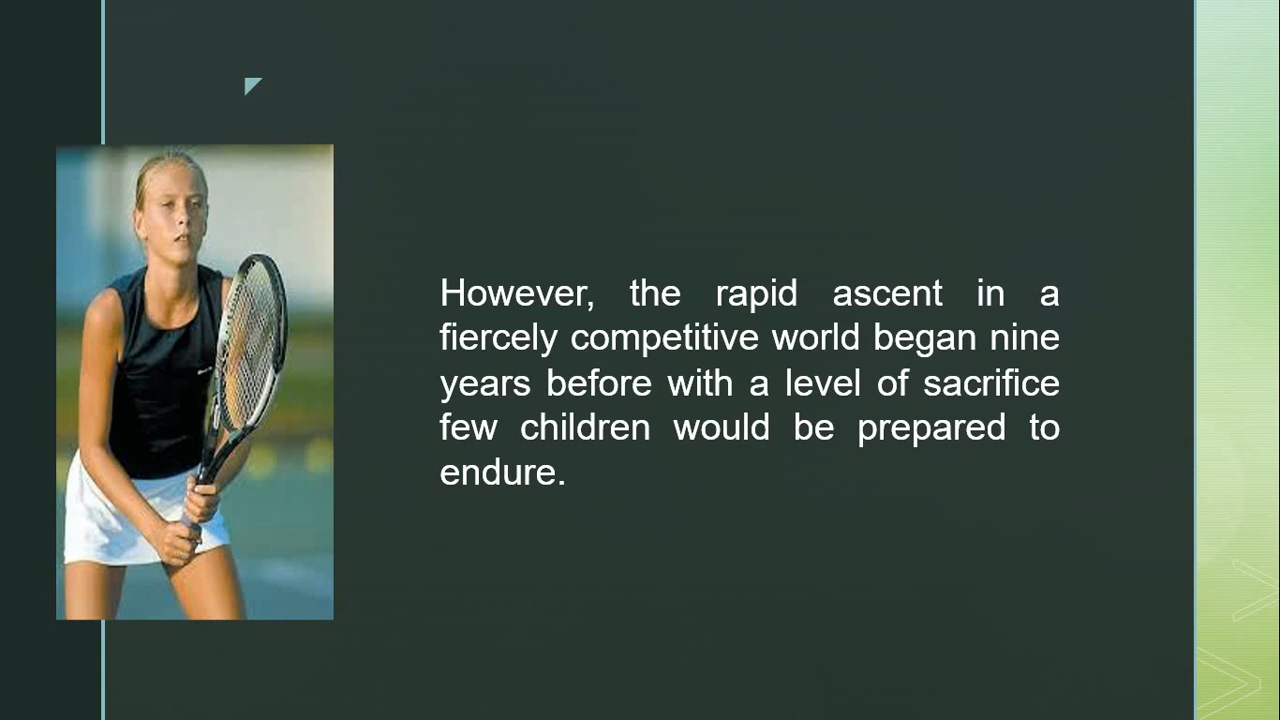 However, the rapid ascent in a
fiercely competitive world began nine
years before with a level of sacrifice
few children would be prepared to
endure.